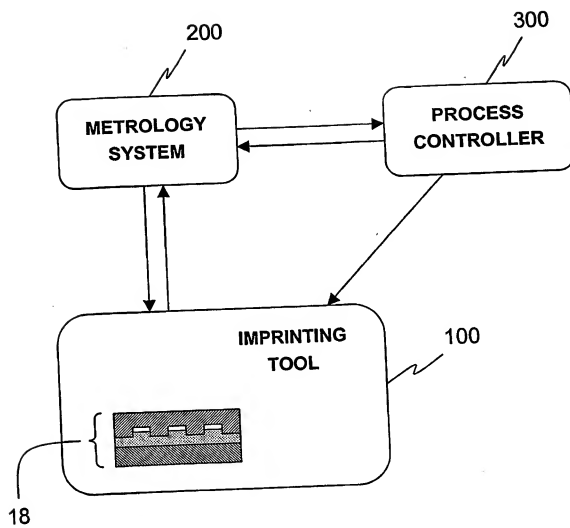 200
300
METROLOGY
SYSTEM
PROCESS
CONTROLLER
IMPRINTING
TOOL
100
18